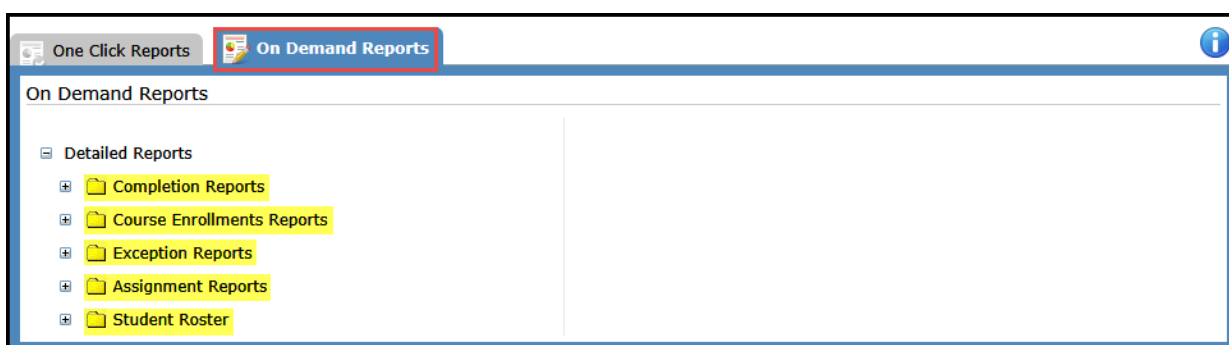 One Click Reports
On Demand Reports
On Demand Reports
Detailed Reports
Completion Reports
Course Enrollments Reports
Exception Reports
Assignment Reports
Student Roster